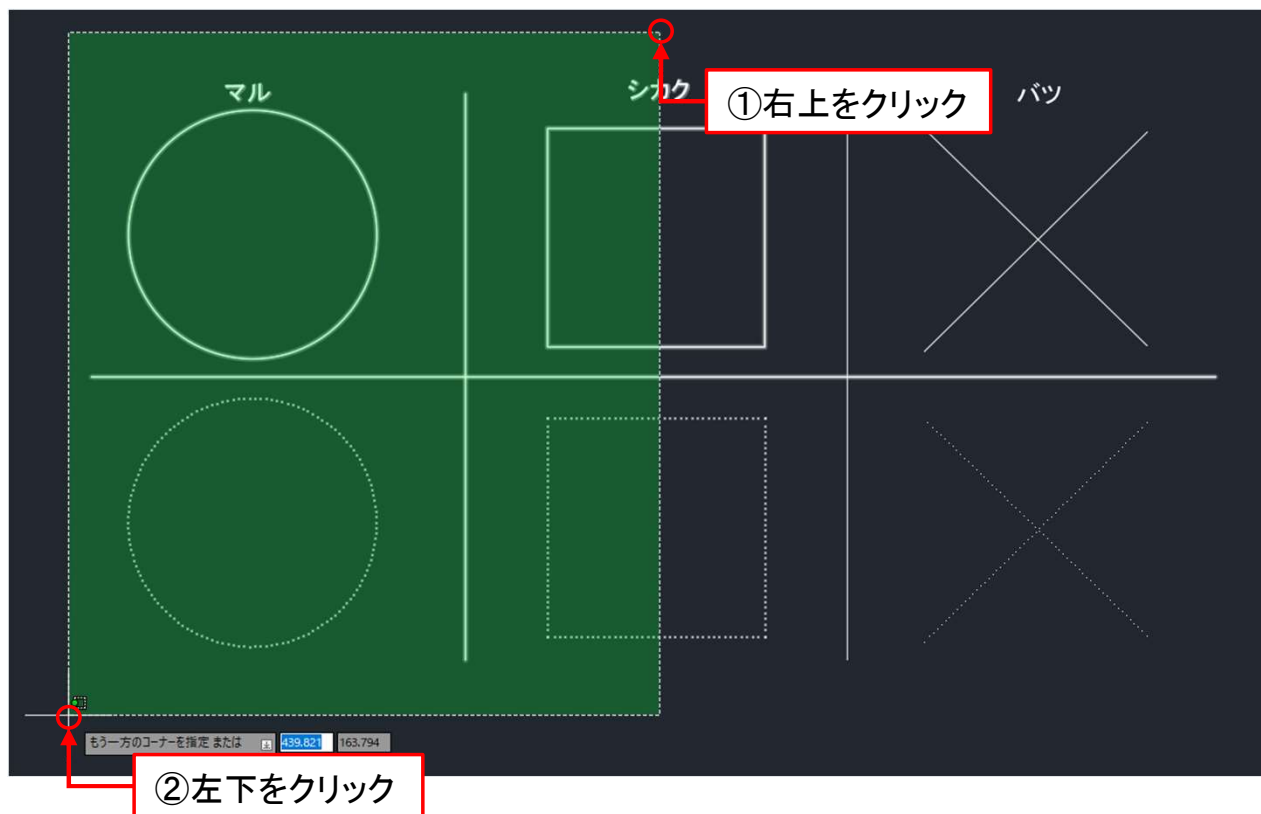 マル
シカク
①右上をクリック
バツ
もう一方のコーナーを指定 または
439.821
163.794
②左下をクリック